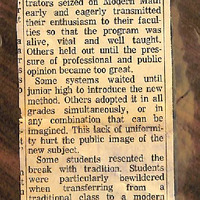 trators seized on Modern Math
early and eagerly transmitted
their enthusiasm to their facul-
ties so that the program was
alive, vital and well taught.
Others held out until the pres-
sure of professional and public
opinion became too great.
Some systems waited until
junior high to introduce the new
method. Others adopted it in all
grades simultaneously, or in
any combination that can be
imagined. This lack of uniformi-
ty hurt the public image of the
new subject.
Some students resented the
break with tradition. Students
were particularly bewildered
when transferring from a
traditional class to a modern